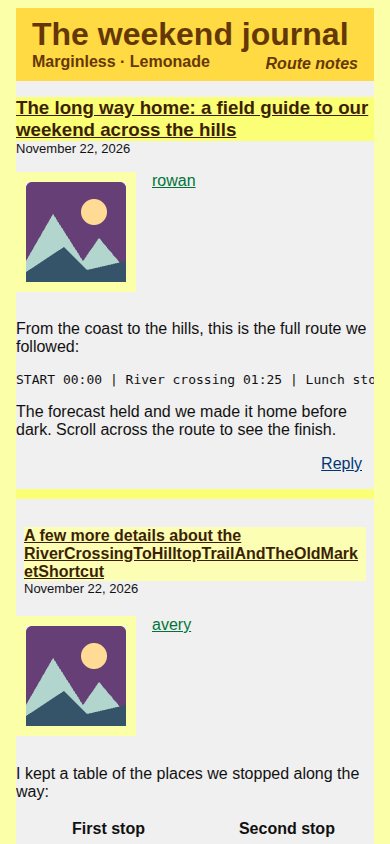 The weekend journal
Marginless · Lemonade
Route notes
The long way home: a field guide to our
weekend across the hills
November 22, 2026
rowan
From the coast to the hills, this is the full route we
followed:
START 00:00 | River crossing 01:25 | Lunch
The forecast held and we made it home before
dark. Scroll across the route to see the finish.
Reply
A few more details about the
RiverCrossingToHilltopTrailAndTheOldMark
etShortcut
November 22, 2026
avery
I kept a table of the places we stopped along the
way:
First stop Second stop